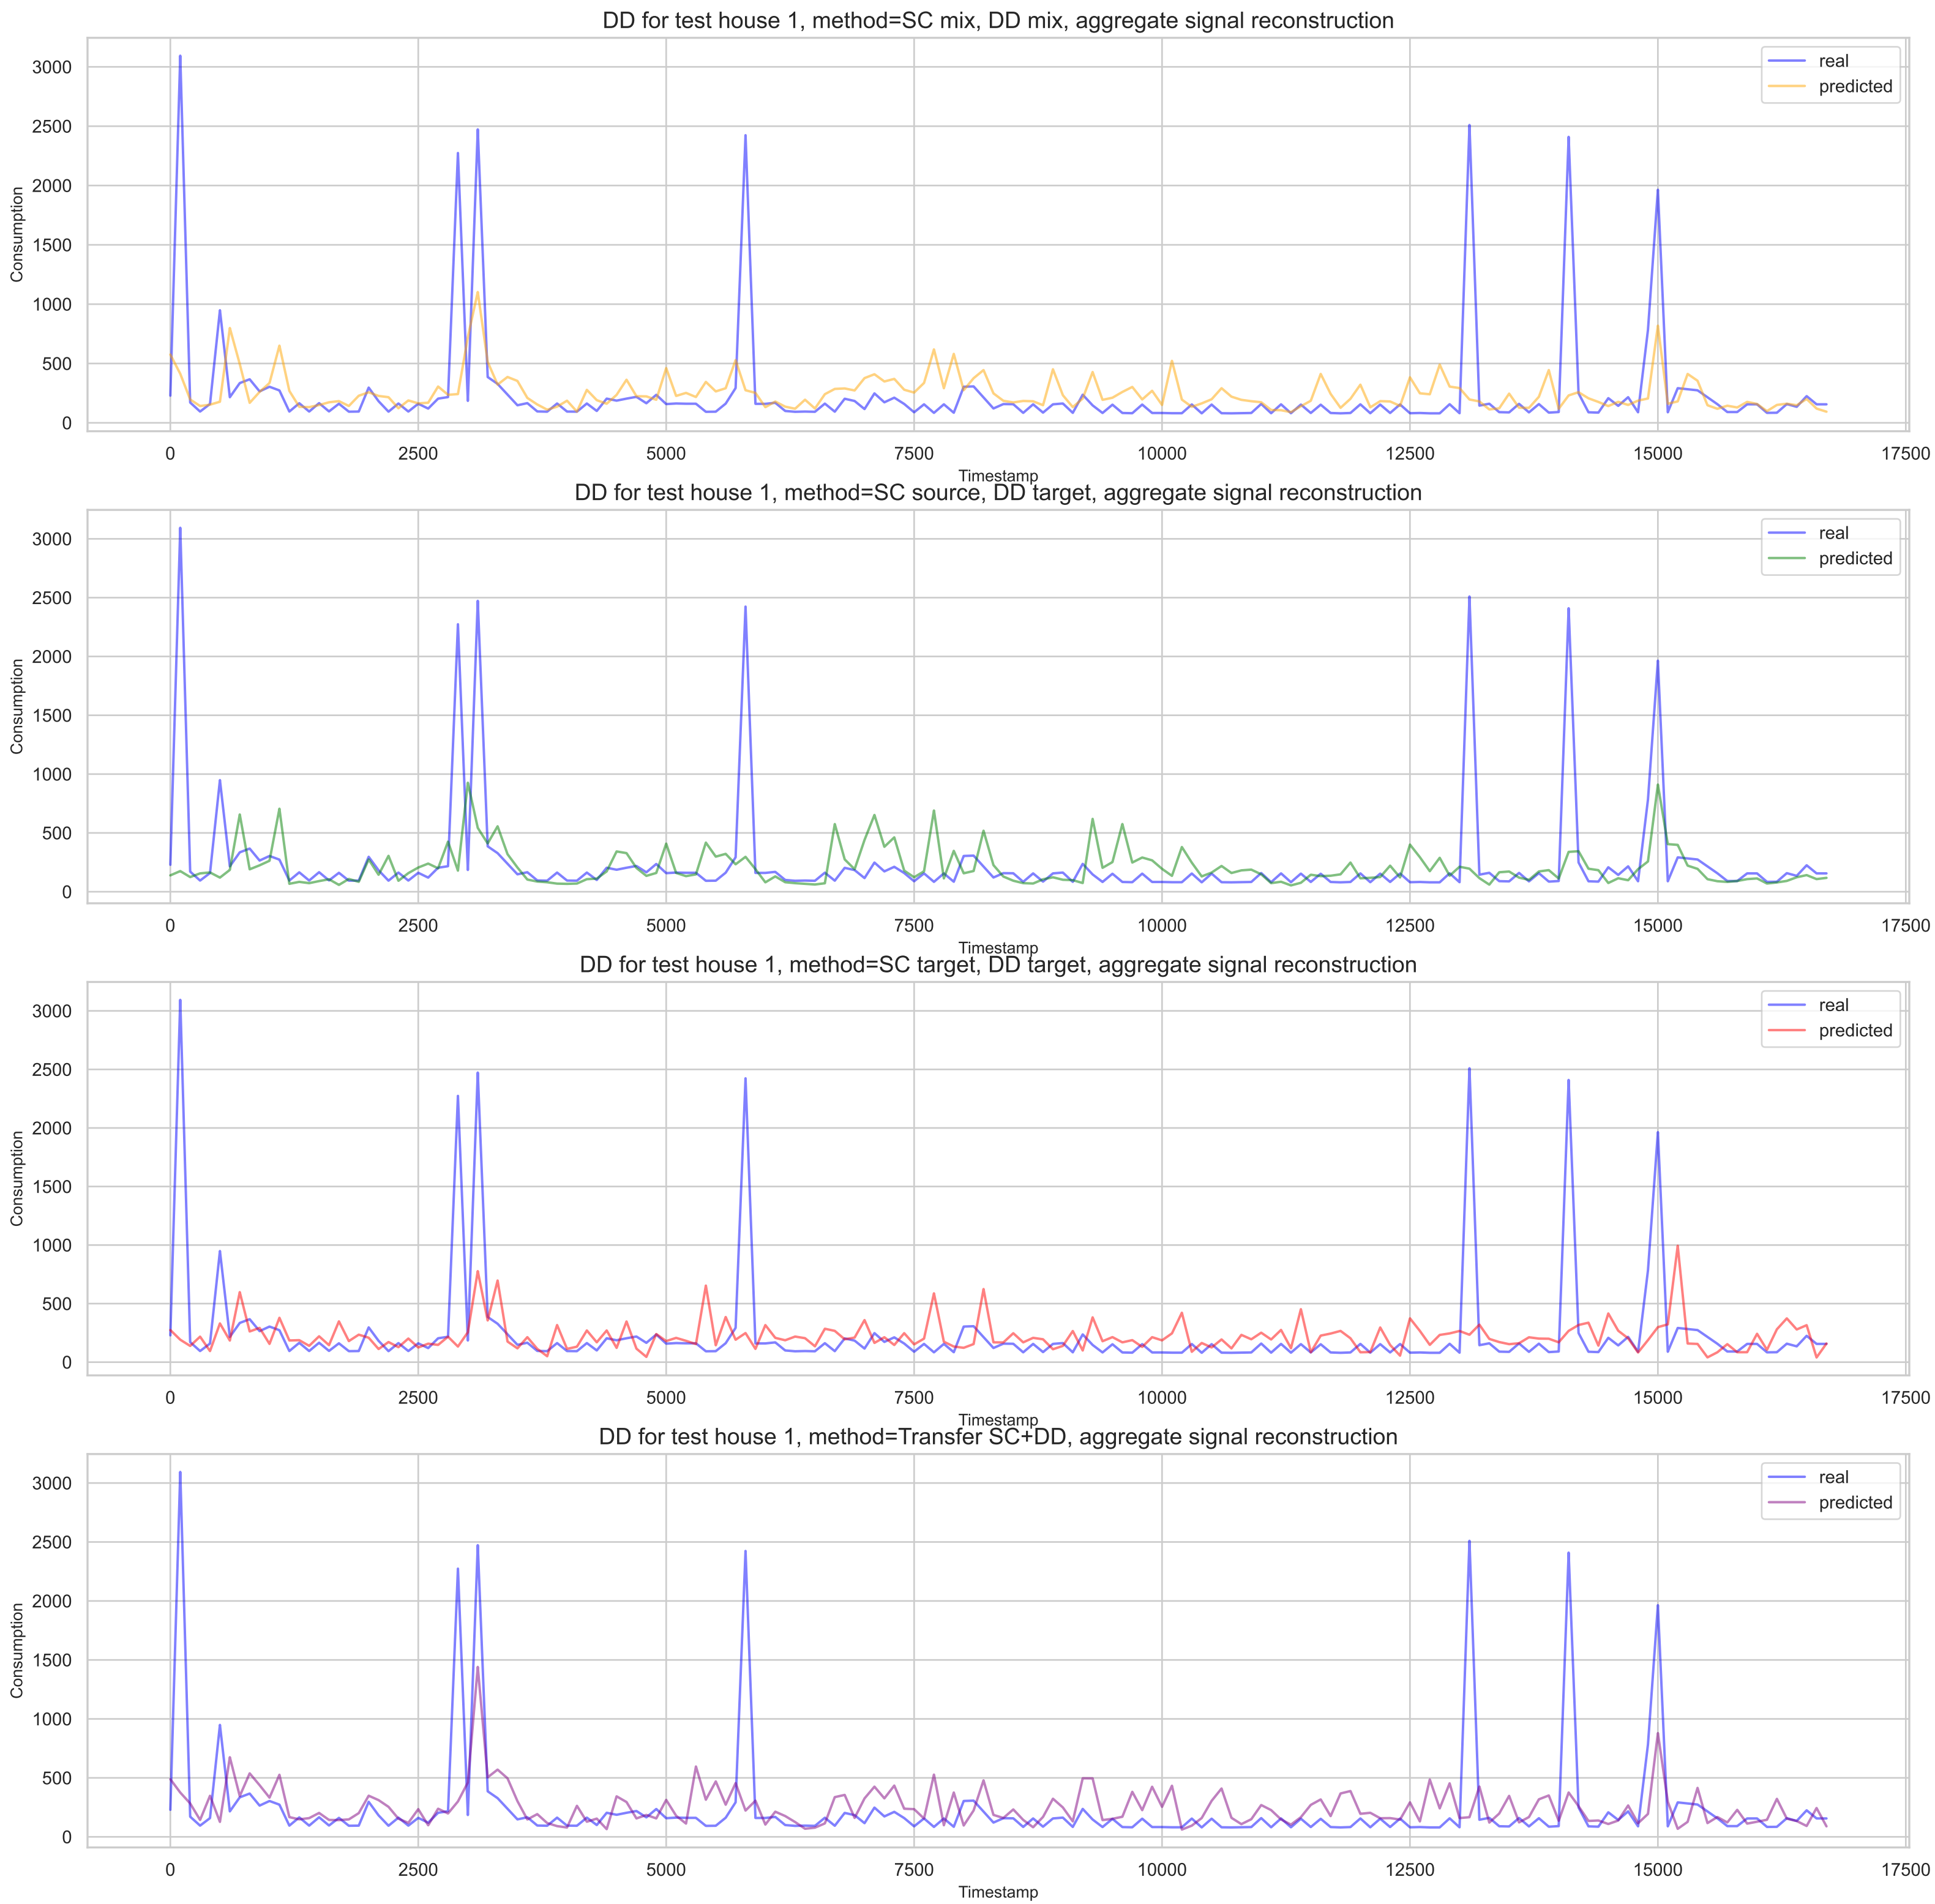 DD for test house 1, method=SC mix, DD mix, aggregate signal reconstruction
3000
2500
2000
1500
1000
500
0
Consumption
real
predicted
0 2500 5000 7500 10000 12500 15000 17500
Timestamp
DD for test house 1, method=SC source, DD target, aggregate signal reconstruction
3000
2500
2000
1500
1000
500
0
Consumption
real
predicted
0 2500 5000 7500 10000 12500 15000 17500
Timestamp
DD for test house 1, method=SC target, DD target, aggregate signal reconstruction
3000
2500
2000
1500
1000
500
0
Consumption
real
predicted
0 2500 5000 7500 10000 12500 15000 17500
Timestamp
DD for test house 1, method=Transfer SC+DD, aggregate signal reconstruction
3000
2500
2000
1500
1000
500
0
Consumption
real
predicted
0 2500 5000 7500 10000 12500 15000 17500
Timestamp